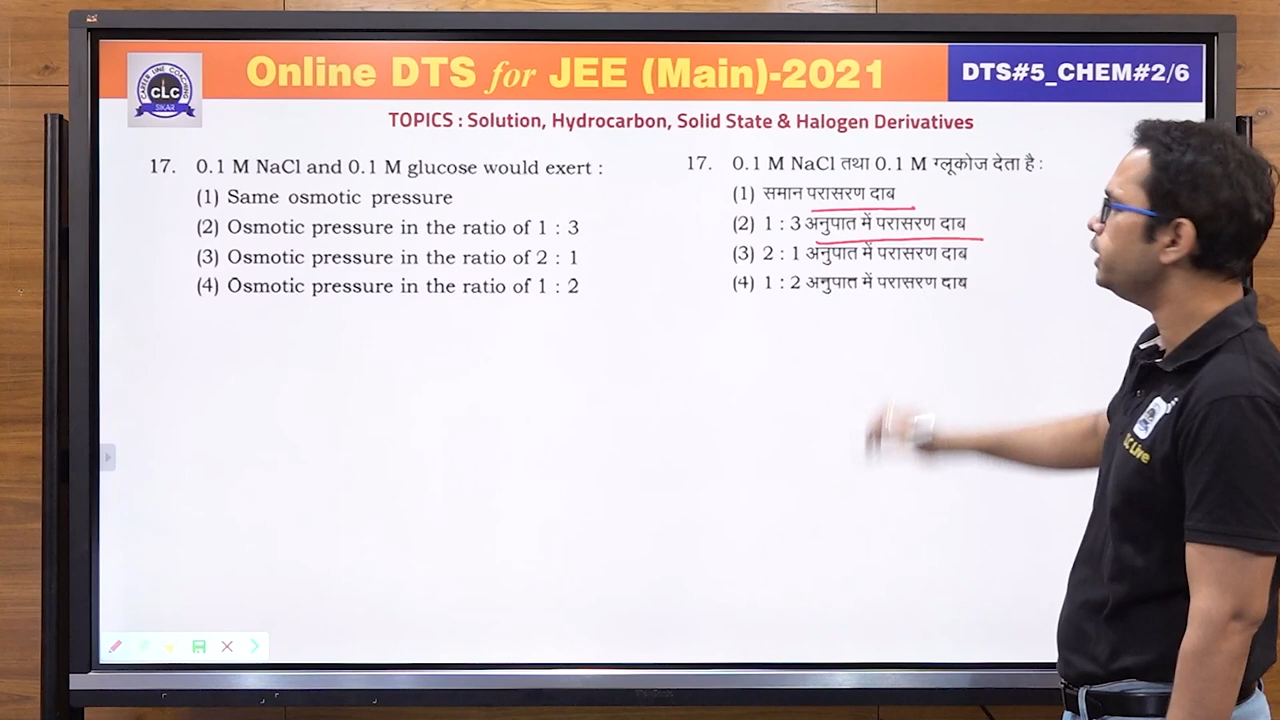 Online DTS for JEE (Main)-2021
DTS#5_CHEM#2/6
CAREER LINE COACHING
CLC
SIKAR
TOPICS : Solution, Hydrocarbon, Solid State & Halogen Derivatives
17. 0.1 M NaCl and 0.1 M glucose would exert :
(1) Same osmotic pressure
(2) Osmotic pressure in the ratio of 1 : 3
(3) Osmotic pressure in the ratio of 2 : 1
(4) Osmotic pressure in the ratio of 1 : 2
17. 0.1 M NaCl तथा 0.1 M ग्लूकोज देता है :
(1) समान परासरण दाब
(2) 1 : 3 अनुपात में परासरण दाब
(3) 2 : 1 अनुपात में परासरण दाब
(4) 1 : 2 अनुपात में परासरण दाब
Live